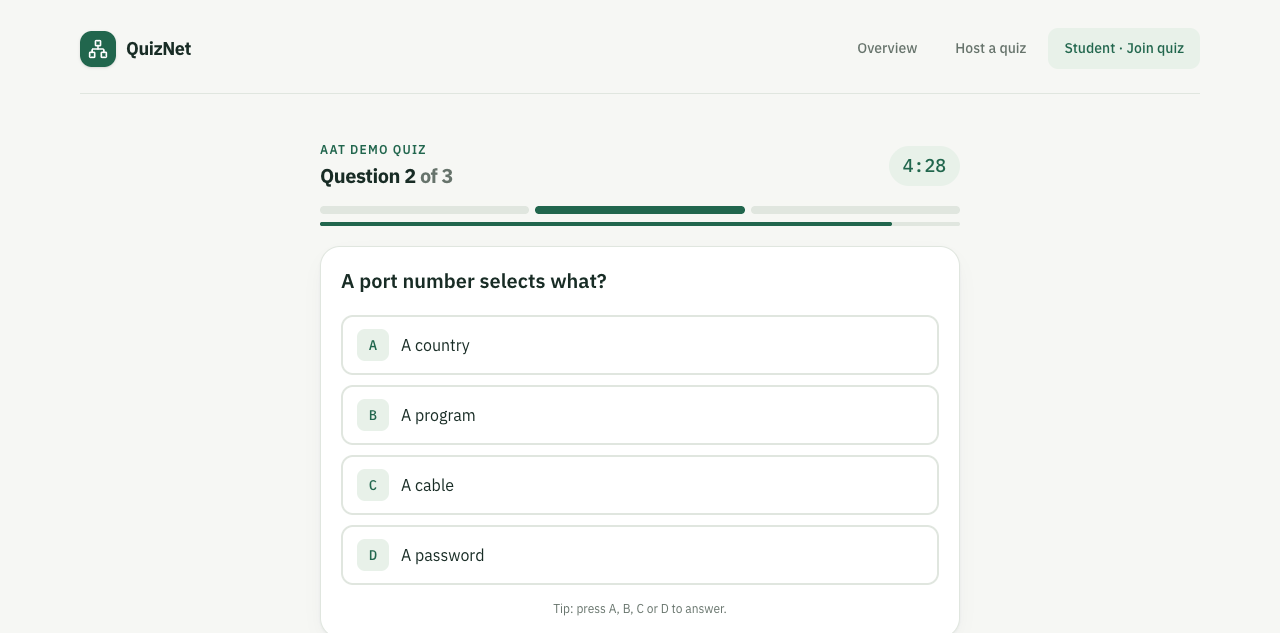 QuizNet
Overview
Host a quiz
Student · Join quiz
AAT DEMO QUIZ
Question 2 of 3
4:28
A port number selects what?
A A country
B A program
C A cable
D A password
Tip: press A, B, C or D to answer.